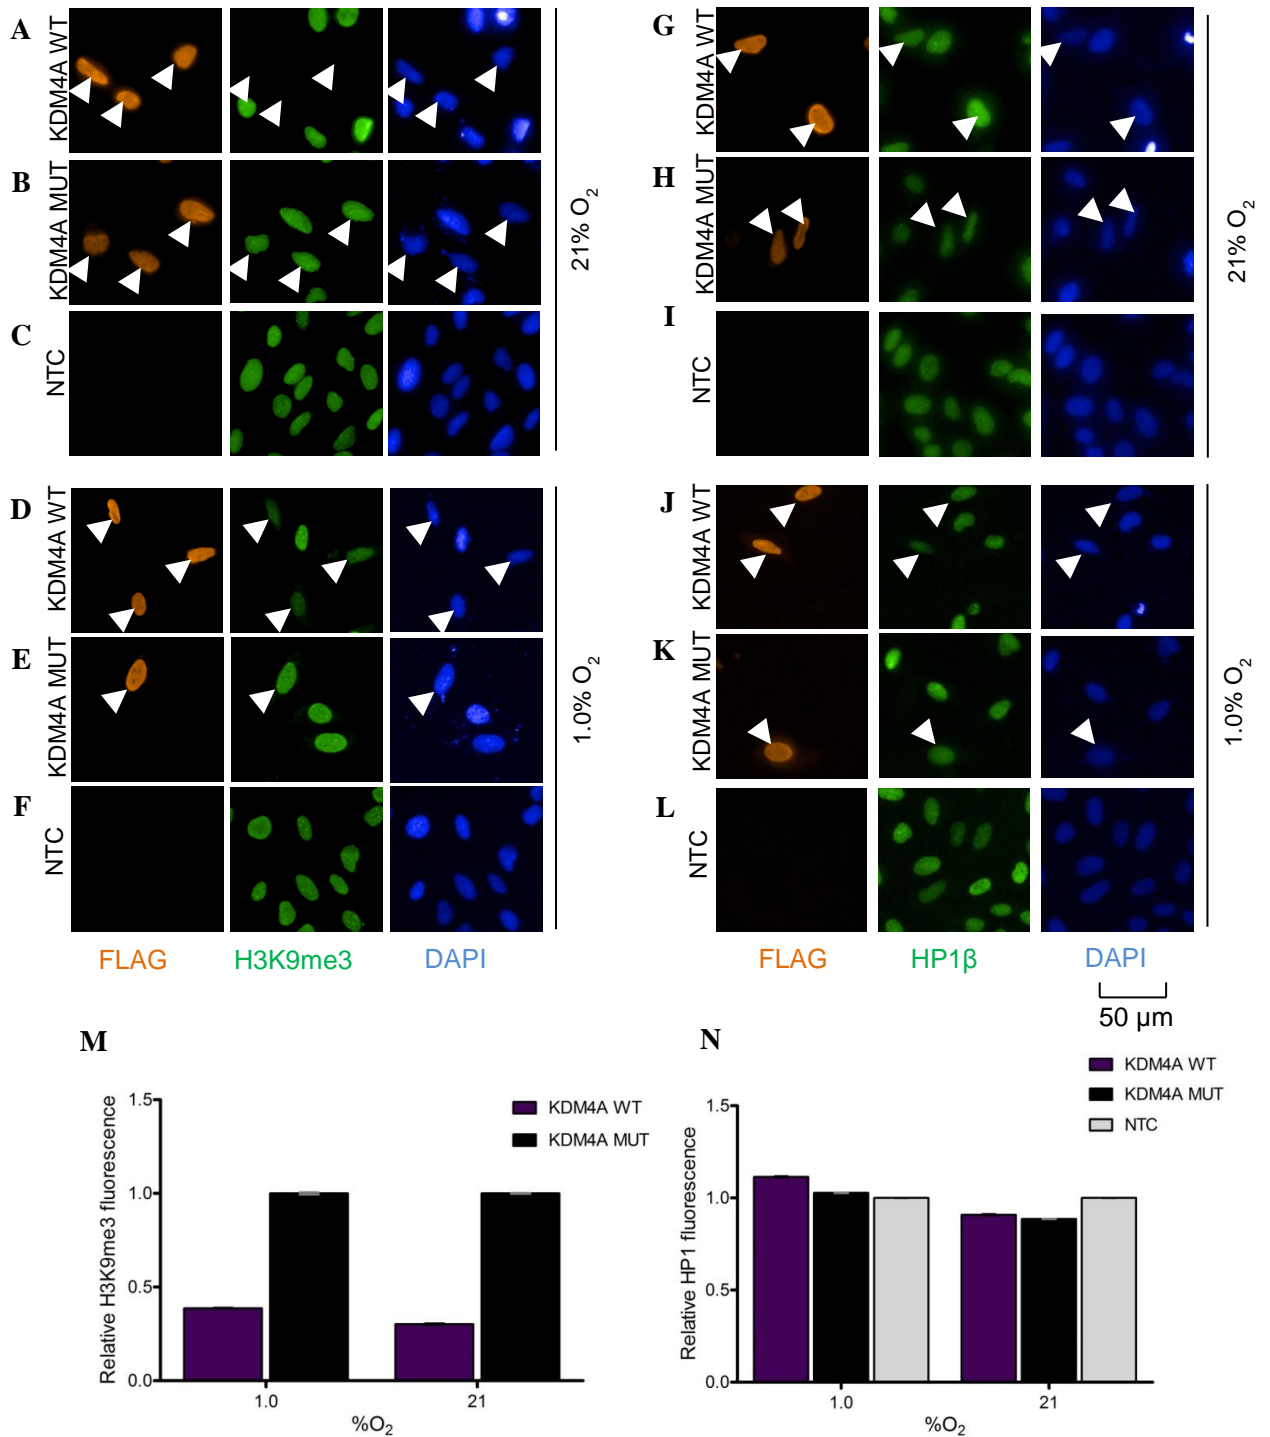 A
KDM4A WT
B
KDM4A MUT
C
NTC
21% O2
D
KDM4A WT
E
KDM4A MUT
F
NTC
1.0% O2
FLAG H3K9me3 DAPI
G
KDM4A WT
H
KDM4A MUT
I
NTC
21% O2
J
KDM4A WT
K
KDM4A MUT
L
NTC
1.0% O2
FLAG HP1β DAPI
50 µm
M
Relative H3K9me3 fluorescence
1.5
1.0
0.5
0.0
1.0 21
%O2
KDM4A WT
KDM4A MUT
N
Relative HP1 fluorescence
1.5
1.0
0.5
0.0
1.0 21
%O2
KDM4A WT
KDM4A MUT
NTC